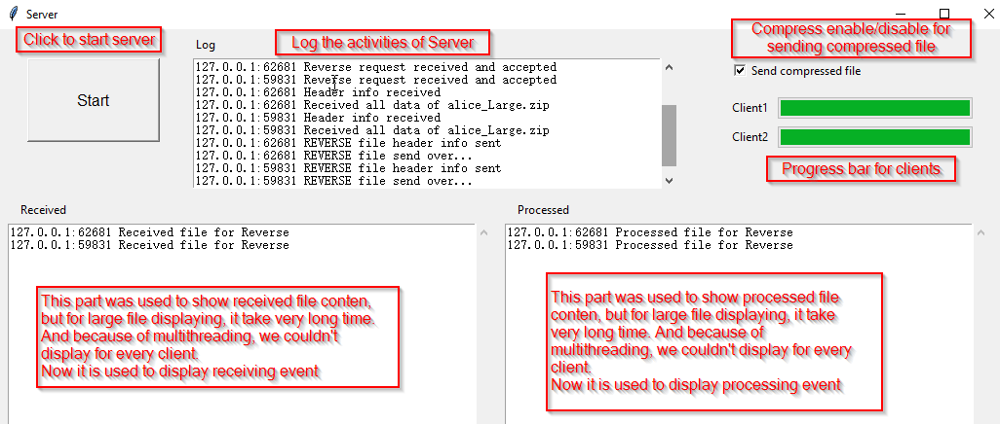 Server
Click to start server
Log
Log the activities of Server
Compress enable/disable for
sending compressed file
Start
127.0.0.1:62681 Reverse request received and accepted
127.0.0.1:59831 Reverse request received and accepted
127.0.0.1:62681 Header info received
127.0.0.1:62681 Received all data of alice_Large.zip
127.0.0.1:59831 Header info received
127.0.0.1:59831 Received all data of alice_Large.zip
127.0.0.1:62681 REVERSE file header info sent
127.0.0.1:62681 REVERSE file send over...
127.0.0.1:59831 REVERSE file header info sent
127.0.0.1:59831 REVERSE file send over...
Send compressed file
Client1
Client2
Progress bar for clients
Received
127.0.0.1:62681 Received file for Reverse
127.0.0.1:59831 Received file for Reverse
This part was used to show received file conten,
but for large file displaying, it take very long time.
And because of multithreading, we couldn't
display for every client.
Now it is used to display receiving event
Processed
127.0.0.1:62681 Processed file for Reverse
127.0.0.1:59831 Processed file for Reverse
This part was used to show processed file
conten, but for large file displaying, it take
very long time. And because of
multithreading, we couldn't display for every
client.
Now it is used to display processing event